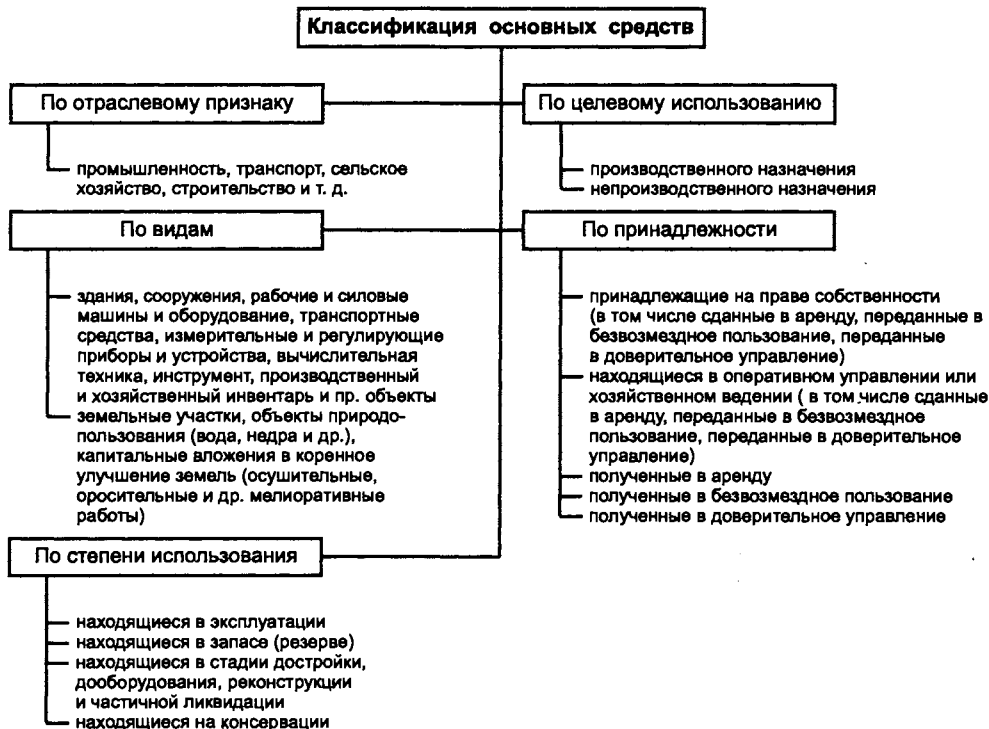 Классификация основных средств
По отраслевому признаку
промышленность, транспорт, сельское
хозяйство, строительство и т. д.
По целевому использованию
производственного назначения
непроизводственного назначения
По видам
здания, сооружения, рабочие и силовые
машины и оборудование, транспортные
средства, измерительные и регулирующие
приборы и устройства, вычислительная
техника, инструмент, производственный
и хозяйственный инвентарь и пр. объекты
земельные участки, объекты природо-
пользования (вода, недра и др.),
капитальные вложения в коренное
улучшение земель (осушительные,
оросительные и др. мелиоративные
работы)
По принадлежности
принадлежащие на праве собственности
(в том числе сданные в аренду, переданные в
безвозмездное пользование, переданные
в доверительное управление)
находящиеся в оперативном управлении или
хозяйственном ведении ( в том числе сданные
в аренду, переданные в безвозмездное
пользование, переданные в доверительное
управление)
полученные в аренду
полученные в безвозмездное пользование
полученные в доверительное управление
По степени использования
находящиеся в эксплуатации
находящиеся в запасе (резерве)
находящиеся в стадии достройки,
дооборудования, реконструкции
и частичной ликвидации
находящиеся на консервации